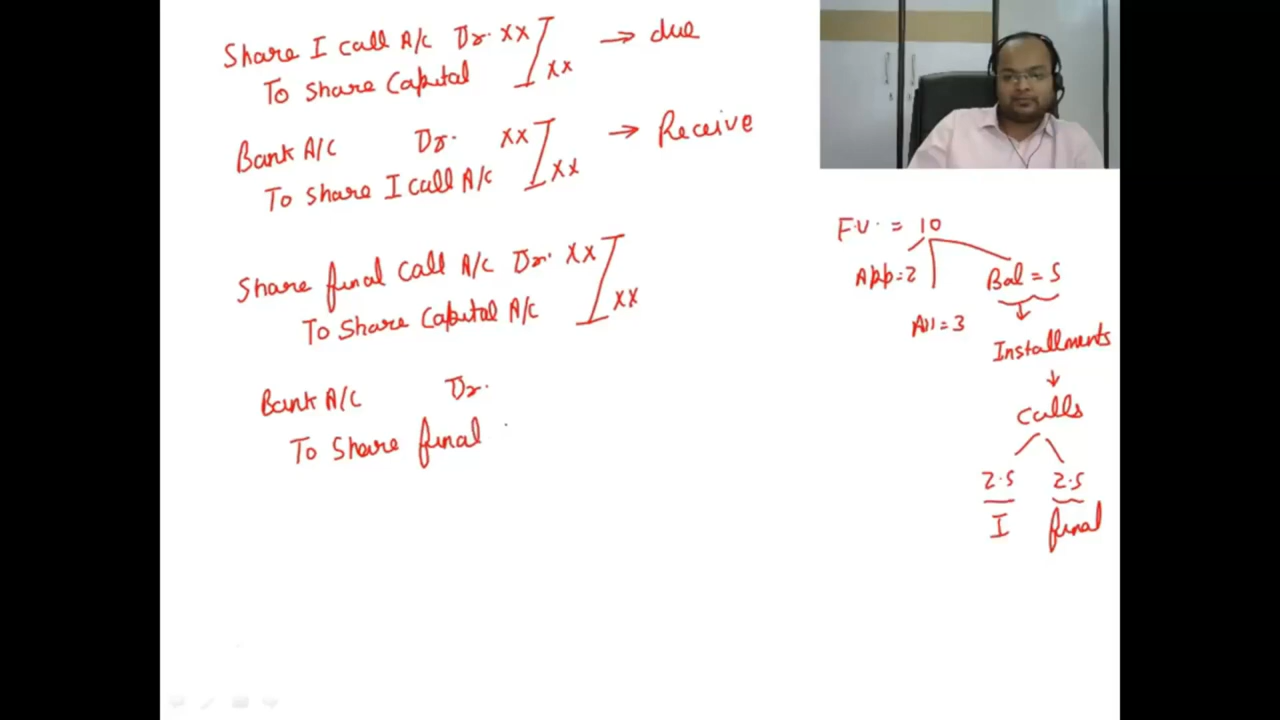 Share I call A/C Dr. xx
To Share Capital xx
→ due
Bank A/C Dr. xx
To Share I call A/C xx
→ Receive
Share final call A/C Dr. xx
To Share Capital A/C xx
Bank A/C Dr.
To Share final
F.V. = 10
App = 2
All = 3
Bal = 5
Installments
Calls
2.5 2.5
I final